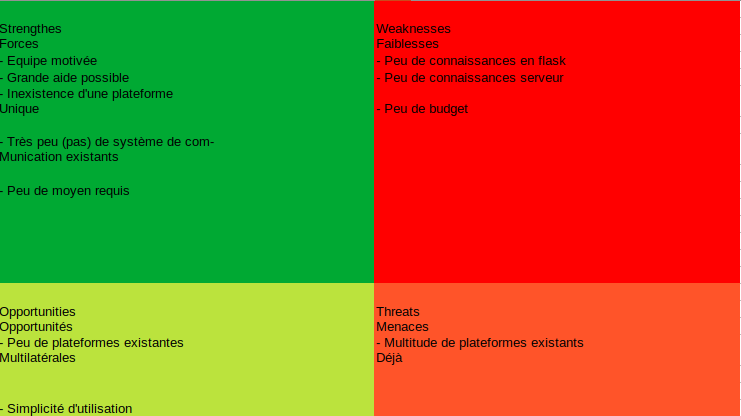 Strengthes
Forces
- Equipe motivée
- Grande aide possible
- Inexistence d'une plateforme
Unique
- Très peu (pas) de système de com-
Munication existants
- Peu de moyen requis
Weaknesses
Faiblesses
- Peu de connaissances en flask
- Peu de connaissances serveur
- Peu de budget
Opportunities
Opportunités
- Peu de plateformes existantes
Multilatérales
- Simplicité d'utilisation
Threats
Menaces
- Multitude de plateformes existants
Déjà